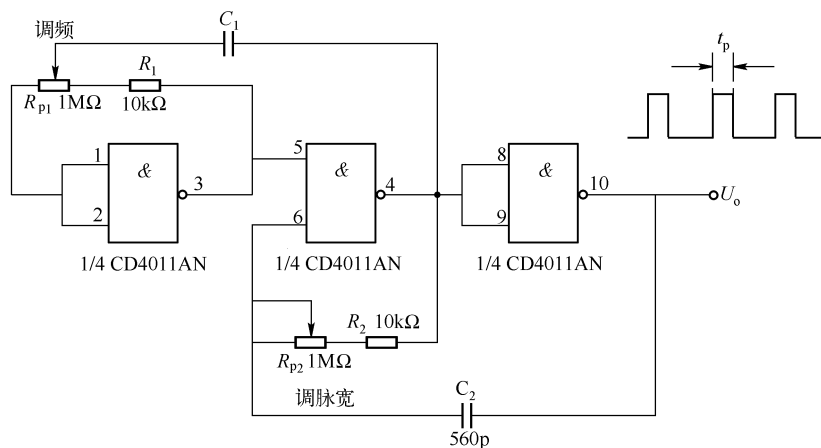 C₁
调频
tₚ
R₁
Rₚ₁ 1MΩ
10kΩ
1
2
&
3
5
6
&
4
8
9
&
10
Uₒ
1/4 CD4011AN
1/4 CD4011AN
1/4 CD4011AN
R₂ 10kΩ
Rₚ₂ 1MΩ
调脉宽
C₂
560p